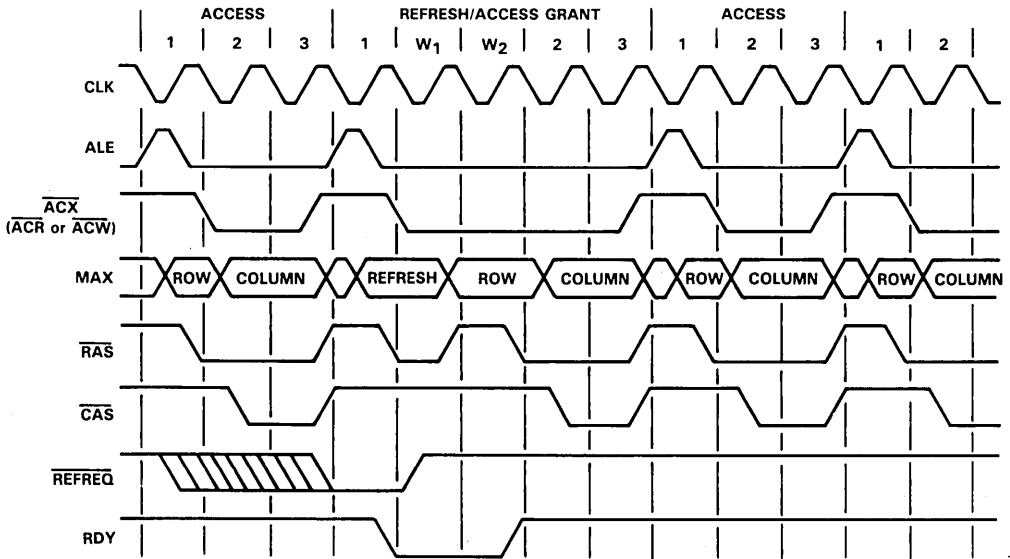 ACCESS REFRESH/ACCESS GRANT ACCESS
1 2 3 1 W1 W2 2 3 1 2 3 1 2
CLK
ALE
ACX
(ACR or ACW)
MAX ROW COLUMN REFRESH ROW COLUMN ROW COLUMN ROW COLUMN
RAS
CAS
REFREQ
RDY